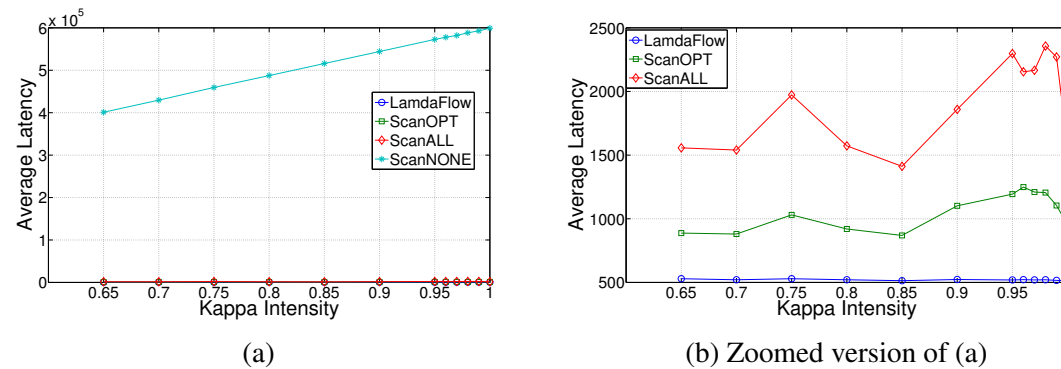 6 x 10^5
5
4
3
2
1
0
0.65 0.7 0.75 0.8 0.85 0.9 0.95 1
Kappa Intensity
Average Latency
LamdaFlow
ScanOPT
ScanALL
ScanNONE
(a)
2500
2000
1500
1000
500
0.65 0.7 0.75 0.8 0.85 0.9 0.95
Kappa Intensity
Average Latency
LamdaFlow
ScanOPT
ScanALL
(b) Zoomed version of (a)